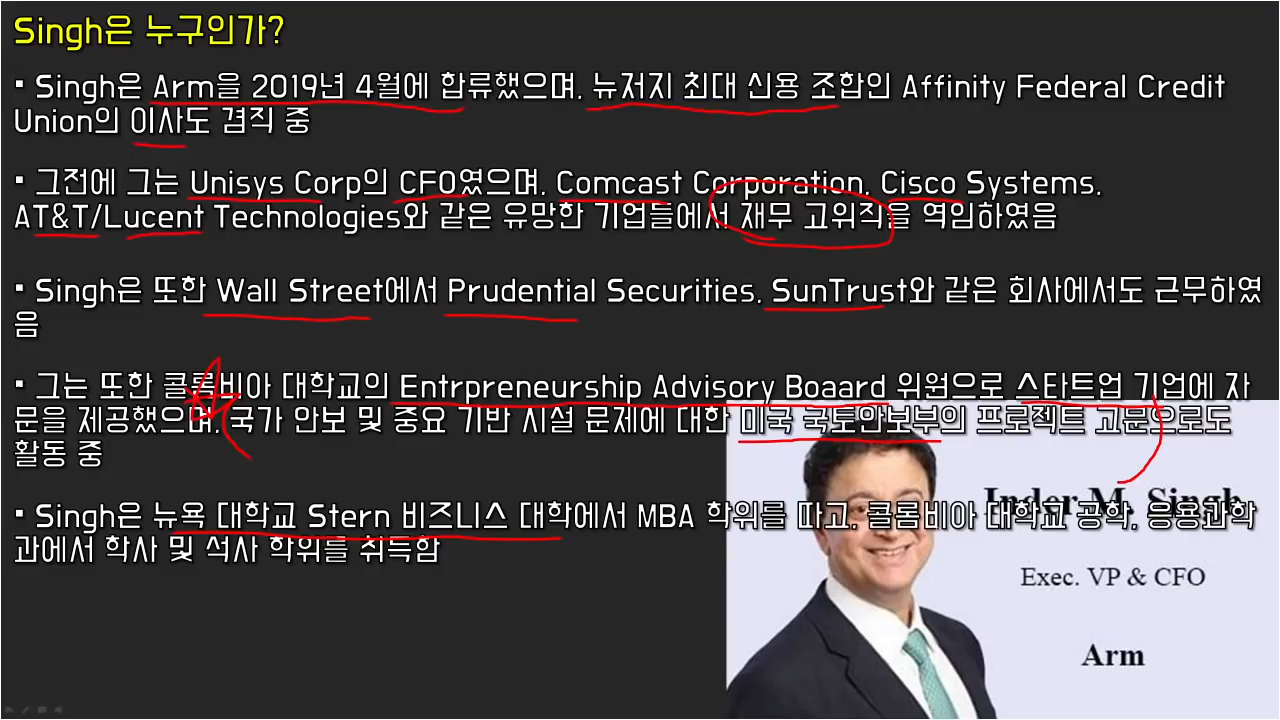 Singh은 누구인가?
▪ Singh은 Arm을 2019년 4월에 합류했으며, 뉴저지 최대 신용 조합인 Affinity Federal Credit
Union의 이사도 겸직 중
▪ 그전에 그는 Unisys Corp의 CFO였으며, Comcast Corporation, Cisco Systems,
AT&T/Lucent Technologies와 같은 유망한 기업들에서 재무 고위직을 역임하였음
▪ Singh은 또한 Wall Street에서 Prudential Securities, SunTrust와 같은 회사에서도 근무하였
음
▪ 그는 또한 콜롬비아 대학교의 Entrpreneurship Advisory Boaard 위원으로 스타트업 기업에 자
문을 제공했으며, 국가 안보 및 중요 기반 시설 문제에 대한 미국 국토안보부의 프로젝트 고문으로도
활동 중
▪ Singh은 뉴욕 대학교 Stern 비즈니스 대학에서 MBA 학위를 따고, 콜롬비아 대학교 공학, 응용과학
과에서 학사 및 석사 학위를 취득함
Inder M. Singh
Exec. VP & CFO
Arm